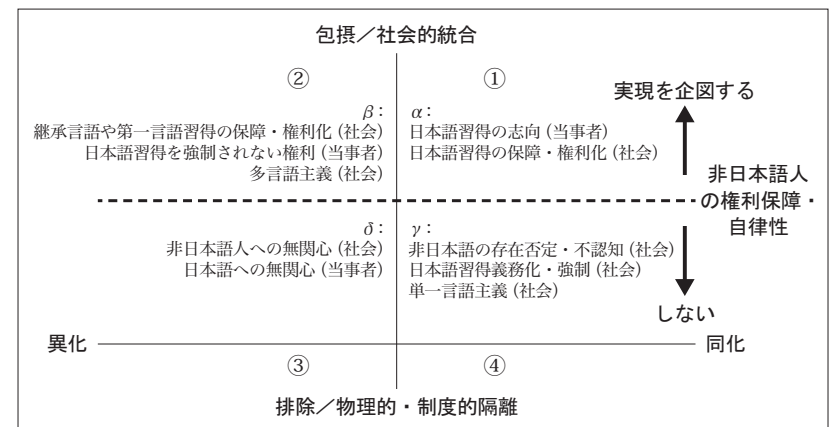 包摂／社会的統合
② ①
実現を企図する
β：
継承言語や第一言語習得の保障・権利化（社会）
日本語習得を強制されない権利（当事者）
多言語主義（社会）
α：
日本語習得の志向（当事者）
日本語習得の保障・権利化（社会）
非日本語人
の権利保障・
自律性
δ：
非日本語人への無関心（社会）
日本語への無関心（当事者）
γ：
非日本語の存在否定・不認知（社会）
日本語習得義務化・強制（社会）
単一言語主義（社会）
しない
異化 同化
③ ④
排除／物理的・制度的隔離